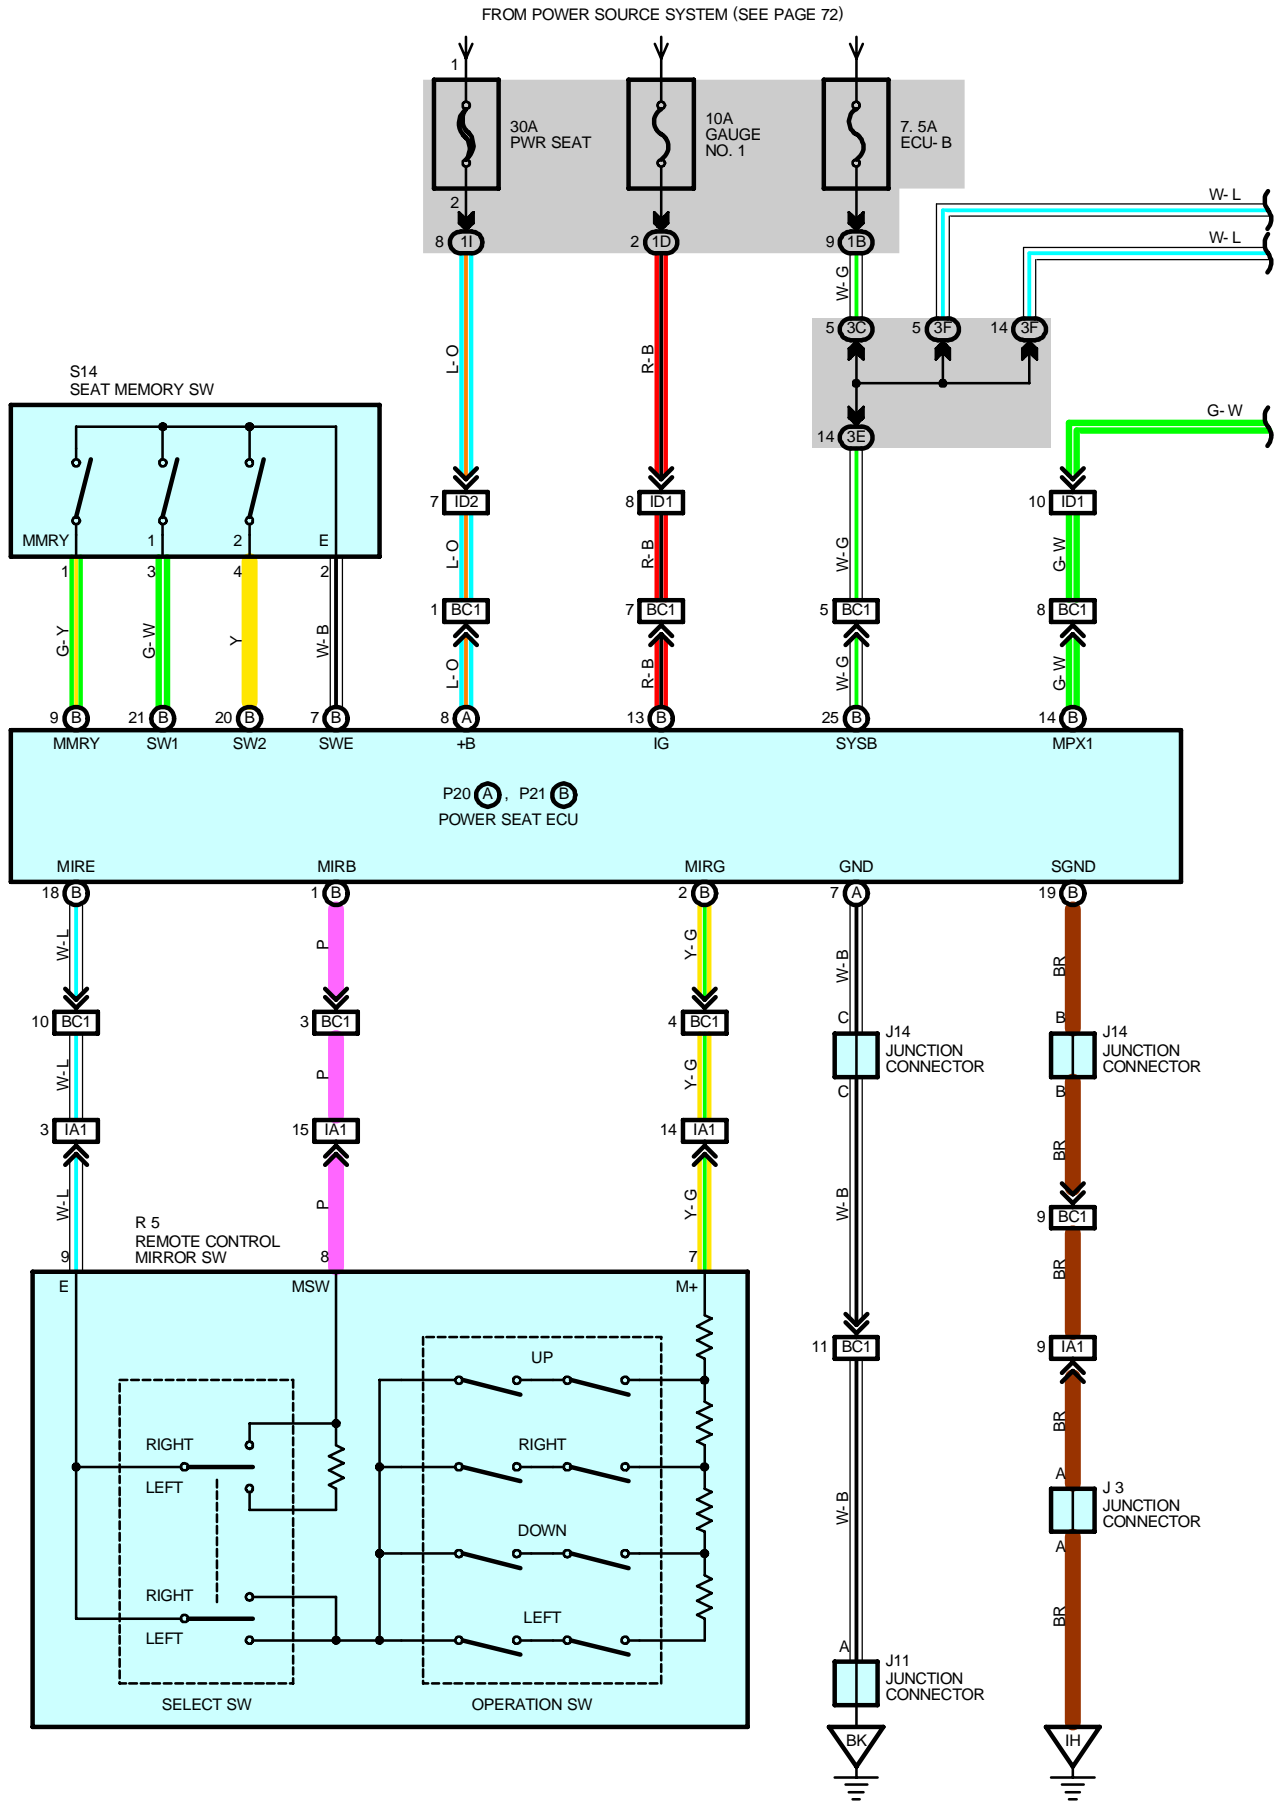 FROM POWER SOURCE SYSTEM (SEE PAGE 72)
1
30A
PWR SEAT
10A
GAUGE
NO. 1
7. 5A
ECU- B
2
8 1I
2 1D
9 1B
W- L
W- L
W- G
5 3C
5 3F
14 3F
L- O
R- B
S14
SEAT MEMORY SW
14 3E
G- W
7 ID2
8 ID1
10 ID1
MMRY
1
2
E
1
3
4
2
L- O
R- B
W- G
G- W
1 BC1
7 BC1
5 BC1
8 BC1
G- Y
G- W
Y
W- B
L- O
R- B
W- G
G- W
9 B
21 B
20 B
7 B
8 A
13 B
25 B
14 B
MMRY
SW1
SW2
SWE
+B
IG
SYSB
MPX1
P20 A , P21 B
POWER SEAT ECU
MIRE
MIRB
MIRG
GND
SGND
18 B
1 B
2 B
7 A
19 B
W- L
P
Y- G
W- B
BR
10 BC1
3 BC1
4 BC1
C
B
J14
JUNCTION
CONNECTOR
J14
JUNCTION
CONNECTOR
W- L
P
Y- G
C
B
3 IA1
15 IA1
14 IA1
BR
W- L
P
Y- G
W- B
9 BC1
R 5
REMOTE CONTROL
MIRROR SW
9
8
7
BR
E
MSW
M+
11 BC1
9 IA1
UP
BR
RIGHT
LEFT
RIGHT
A
J 3
JUNCTION
CONNECTOR
W- B
DOWN
A
RIGHT
LEFT
LEFT
BR
A
J11
JUNCTION
CONNECTOR
SELECT SW
OPERATION SW
BK
IH